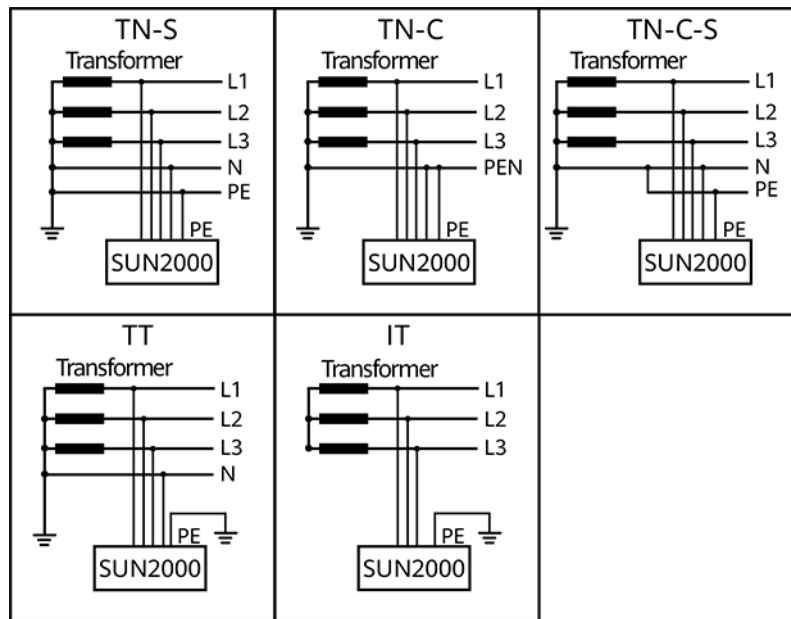 TN-S
Transformer
L1
L2
L3
N
PE
PE
SUN2000
TN-C
Transformer
L1
L2
L3
PEN
PE
SUN2000
TN-C-S
Transformer
L1
L2
L3
N
PE
PE
SUN2000
TT
Transformer
L1
L2
L3
N
PE
SUN2000
IT
Transformer
L1
L2
L3
PE
SUN2000